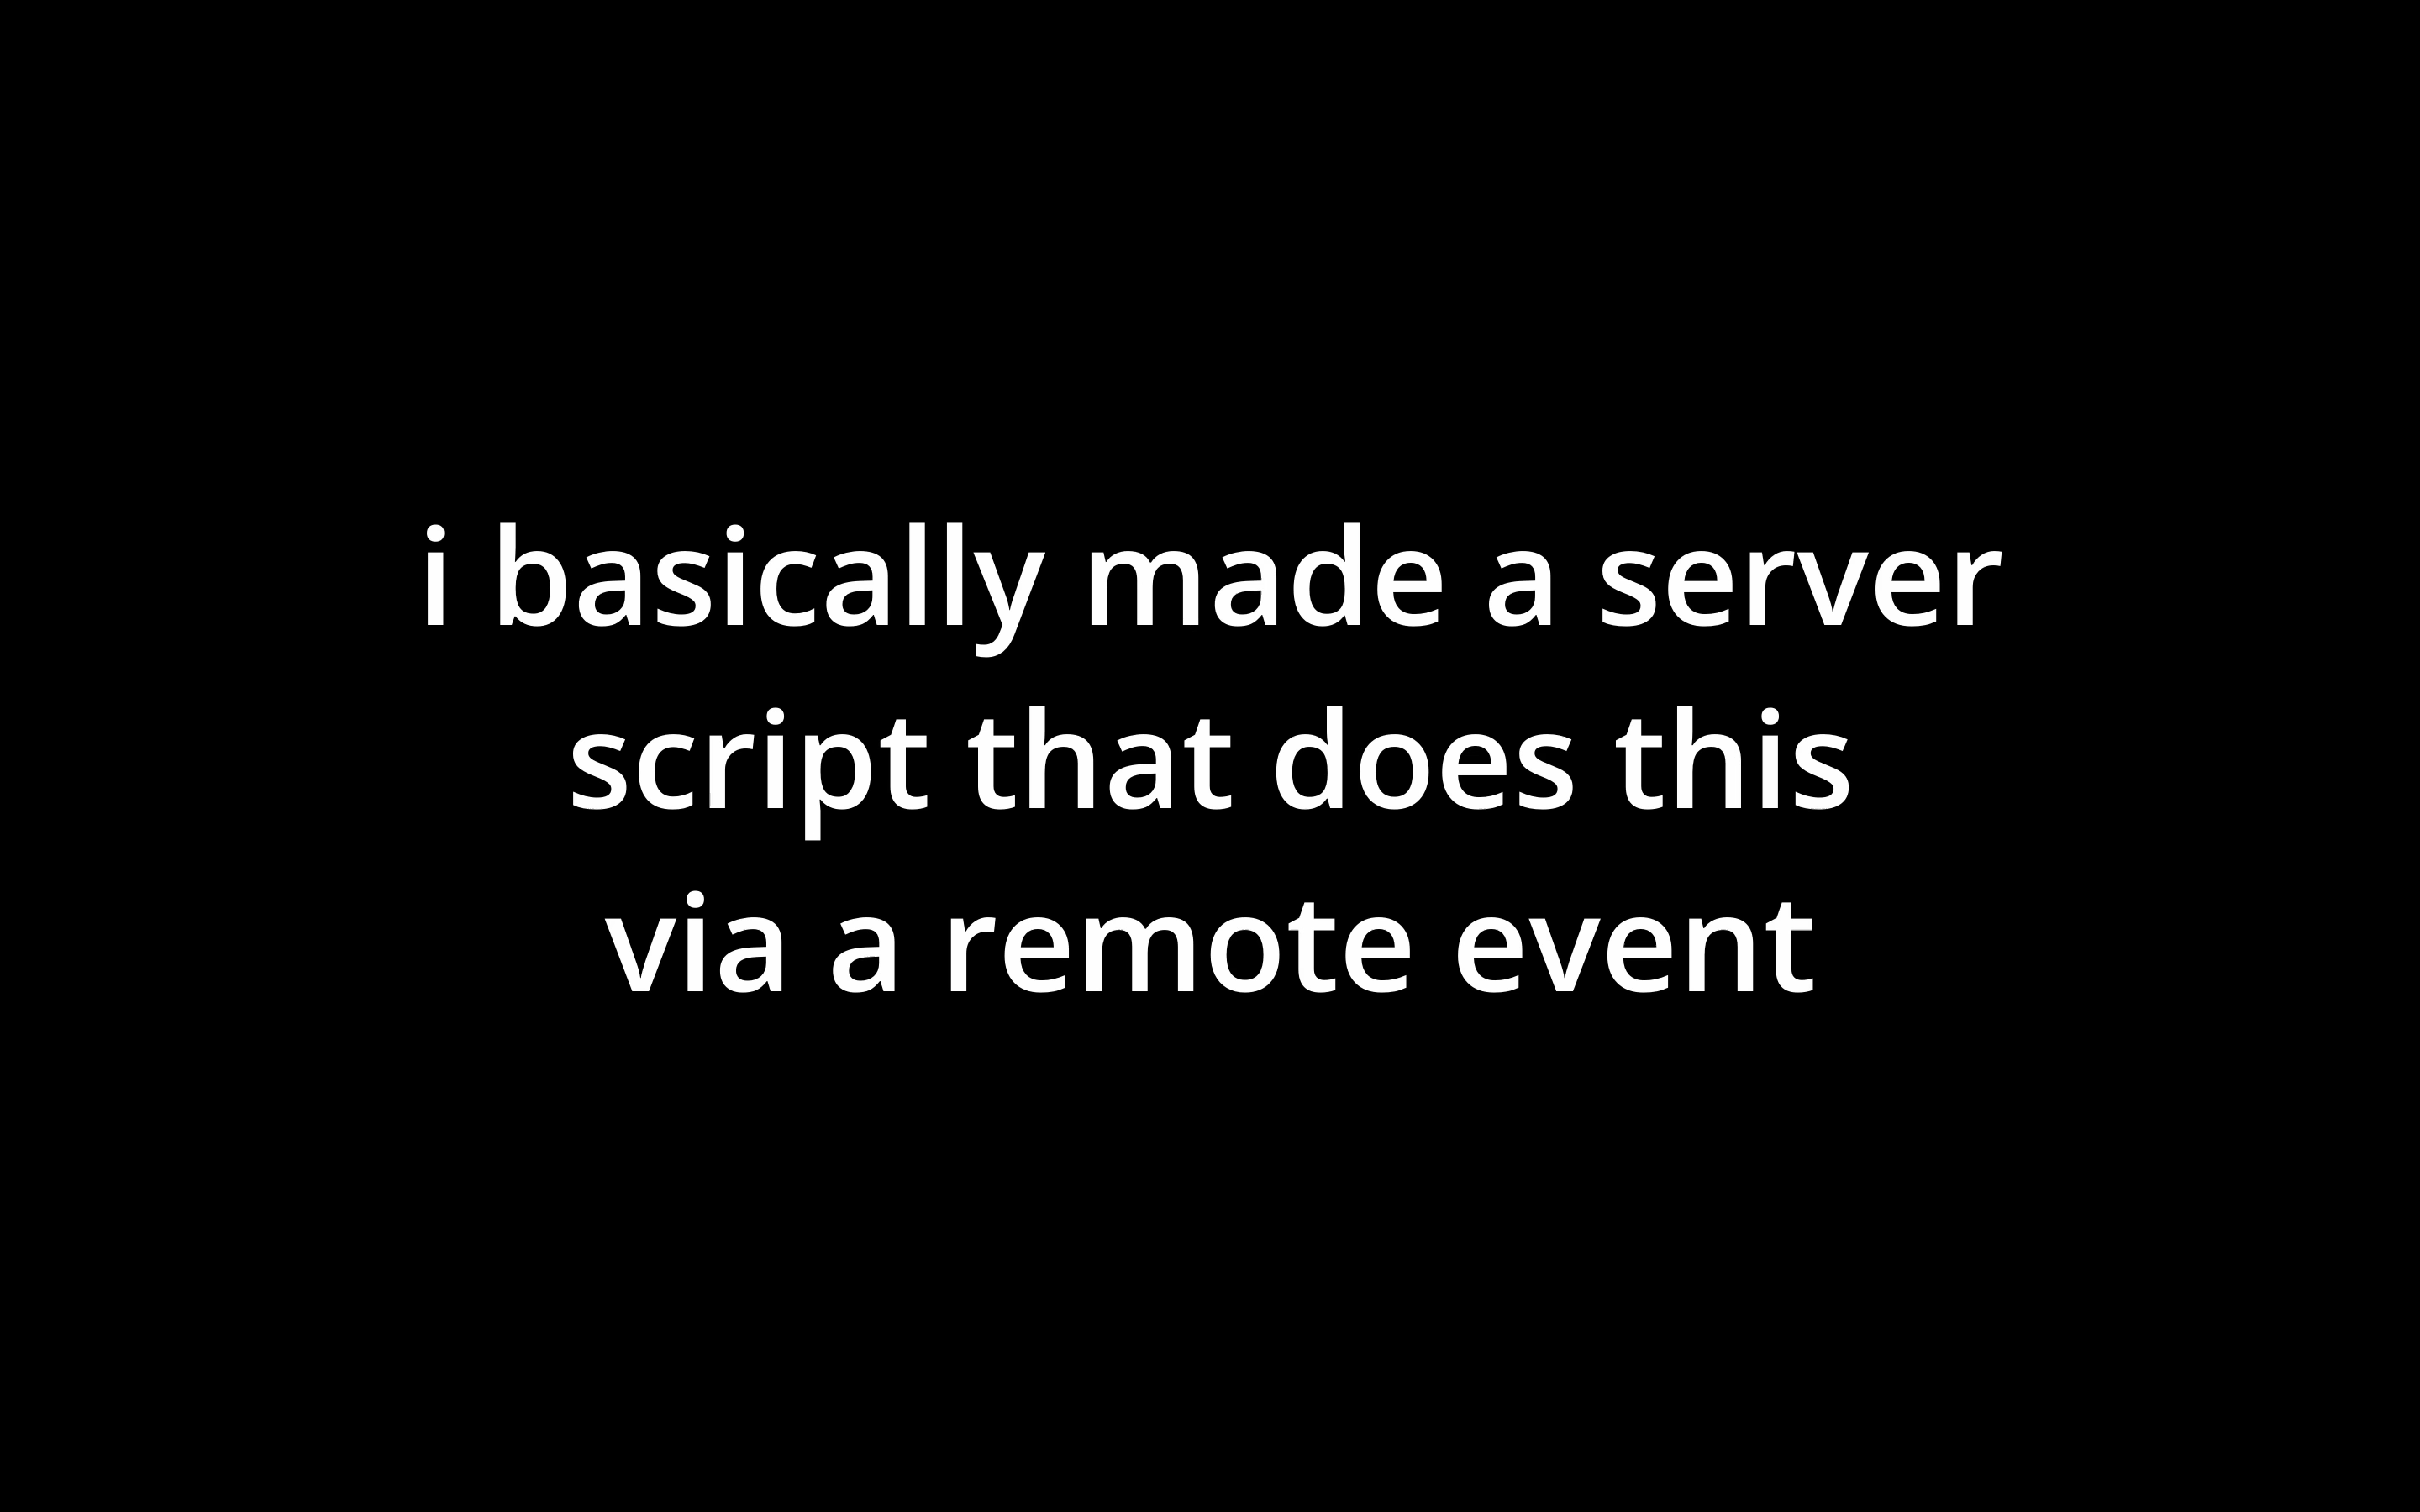 i basically made a server
script that does this
via a remote event